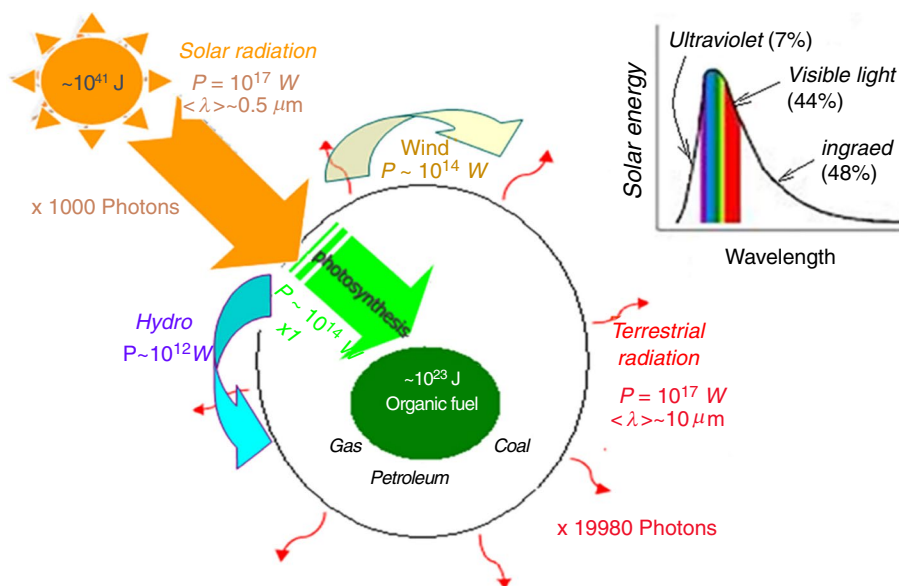 Solar radiation
~10⁴¹ J
P = 10¹⁷ W
< λ >~0.5 μm
x 1000 Photons
Wind
P ~ 10¹⁴ W
photosynthesis
P ~ 10¹⁴ W
x1
Hydro
P~10¹²W
~10²³ J
Organic fuel
Gas
Coal
Petroleum
Terrestrial
radiation
P = 10¹⁷ W
< λ >~10 μm
x 19980 Photons
Ultraviolet (7%)
Visible light
(44%)
ingraed
(48%)
Solar energy
Wavelength